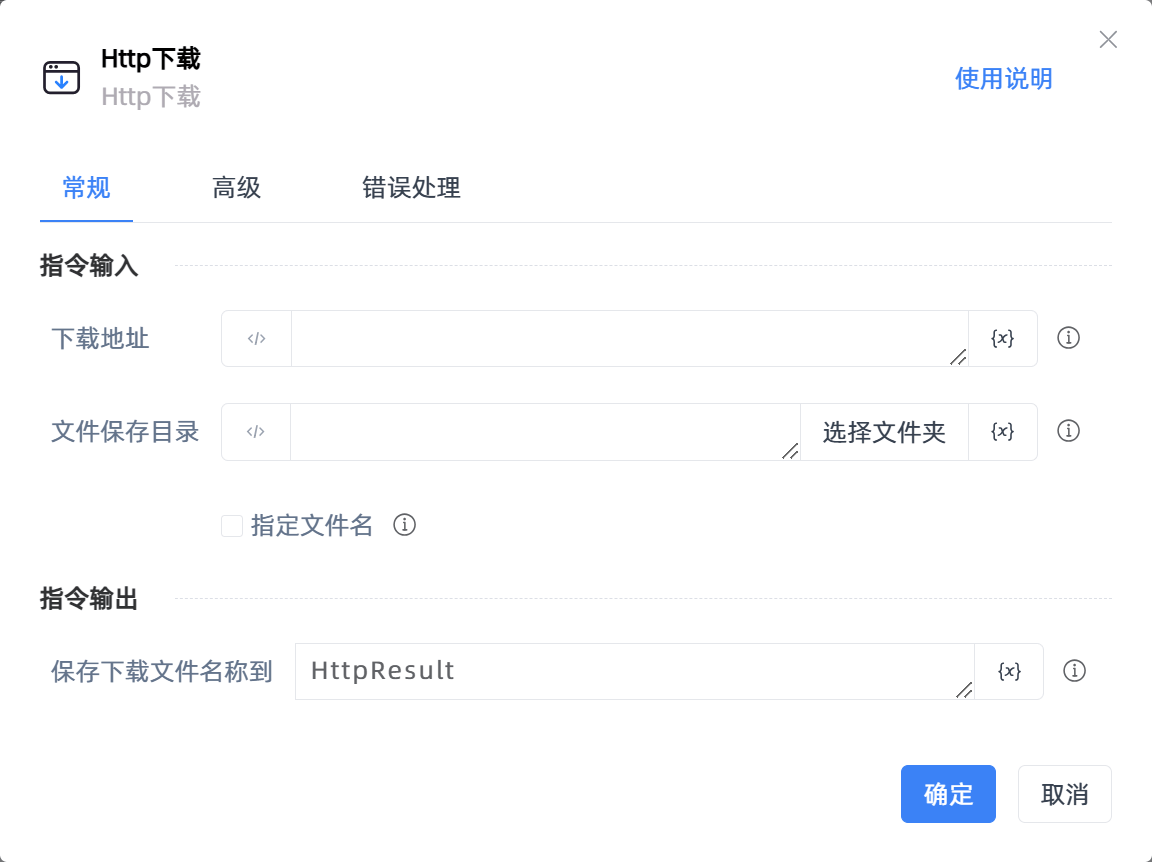 Http下载
Http下载
使用说明
常规 高级 错误处理
指令输入
下载地址 </> {x}
文件保存目录 </> 选择文件夹 {x}
指定文件名
指令输出
保存下载文件名称到 HttpResult {x}
确定 取消